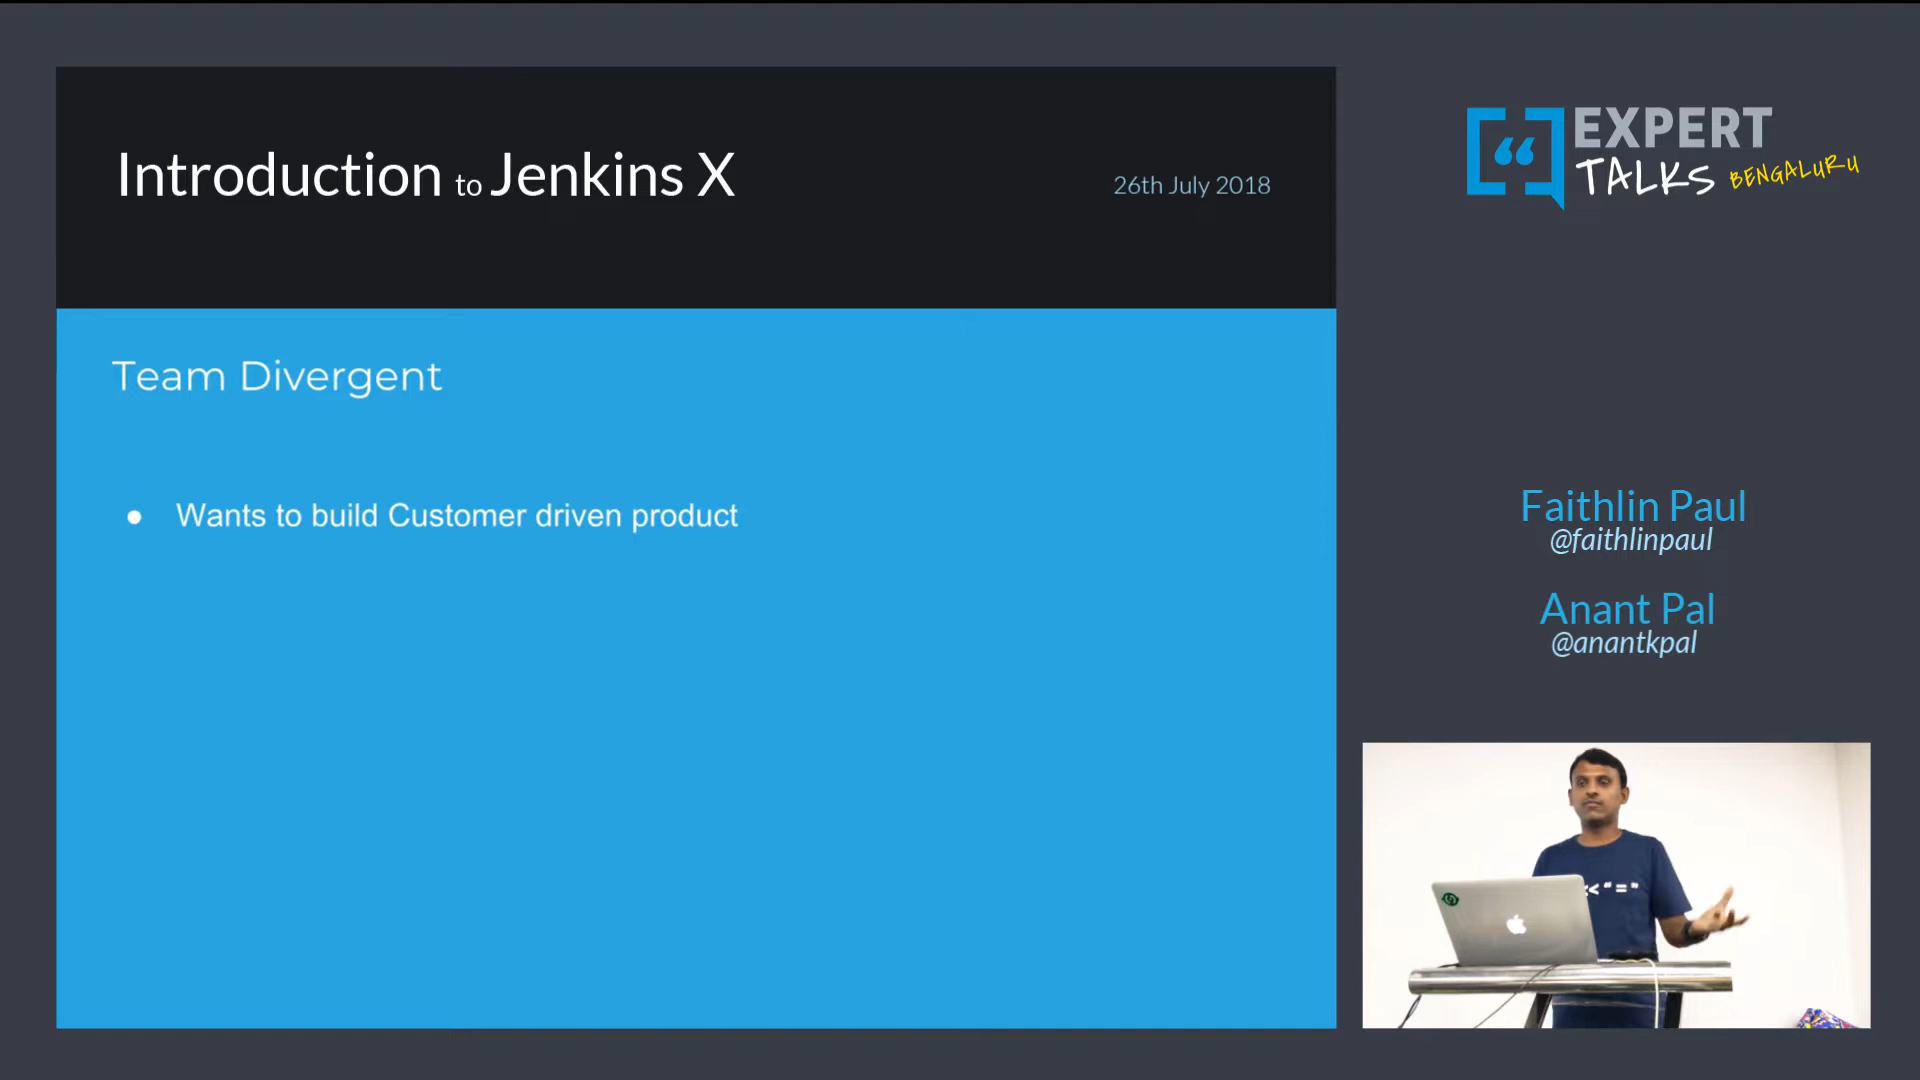 Introduction to Jenkins X
26th July 2018
EXPERT
TALKS BENGALURU
Team Divergent
● Wants to build Customer driven product
Faithlin Paul
@faithlinpaul
Anant Pal
@anantkpal
< "="